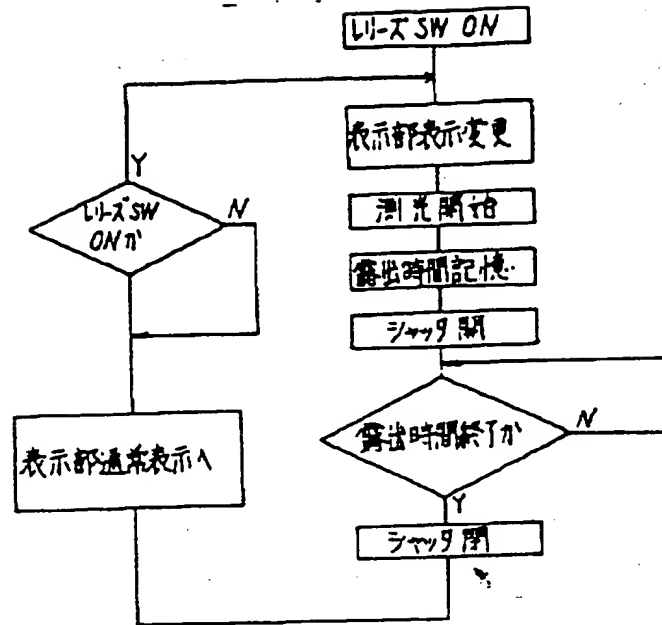 レリーズSW ON
表示部表示変更
測光開始
露出時間記憶
シャッタ開
露出時間終了か
N
Y
シャッタ閉
表示部通常表示へ
レリーズSW
ONか
N
Y